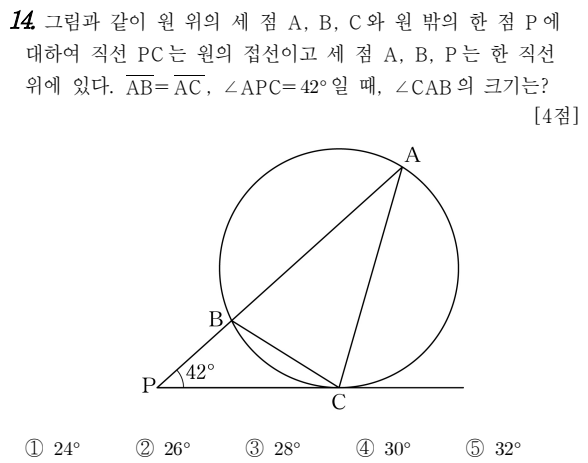 14. 그림과 같이 원 위의 세 점 A, B, C와 원 밖의 한 점 P에
대하여 직선 PC는 원의 접선이고 세 점 A, B, P는 한 직선
위에 있다. \overline{AB}=\overline{AC}, ∠APC=42°일 때, ∠CAB의 크기는?
[4점]
A
B
42°
P
C
① 24° ② 26° ③ 28° ④ 30° ⑤ 32°